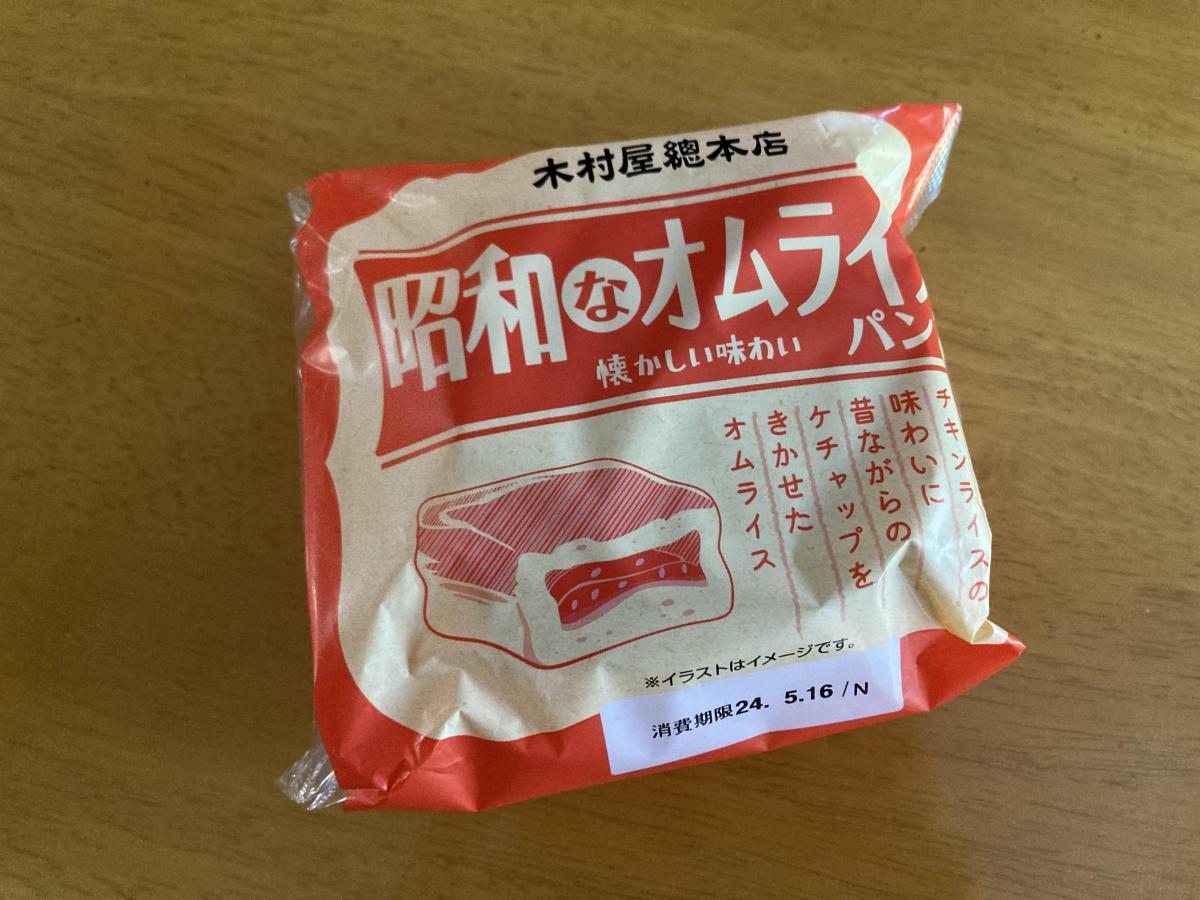 木村屋總本店
昭和なオムライ
懐かしい味わい
パン
チキンライスの
味わいに
昔ながらの
ケチャップを
きかせた
オムライス
※イラストはイメージです。
消費期限24. 5.16 /N